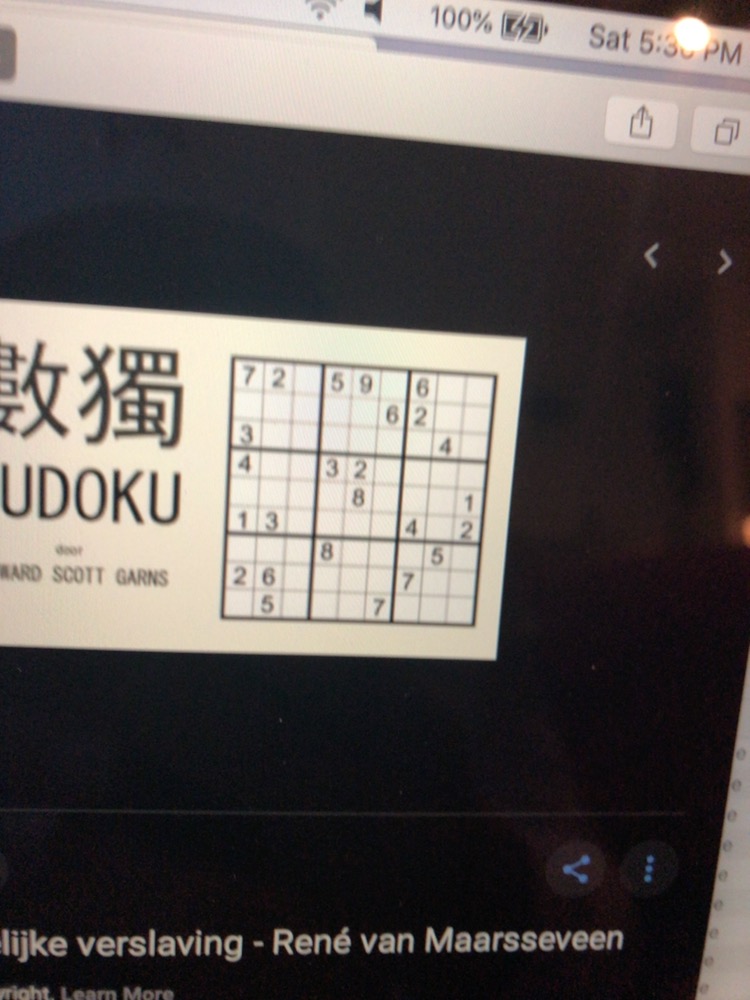 100%
Sat 5:30 PM
數獨
UDOKU
door
WARD SCOTT GARNS
7 2 5 9 6
6 2
3 4
4 3 2
8 1
1 3 4 2
8 5
2 6 7
5 7
elijke verslaving - René van Maarsseveen
yright. Learn More
e
e
e
e
e
e
e
e
e